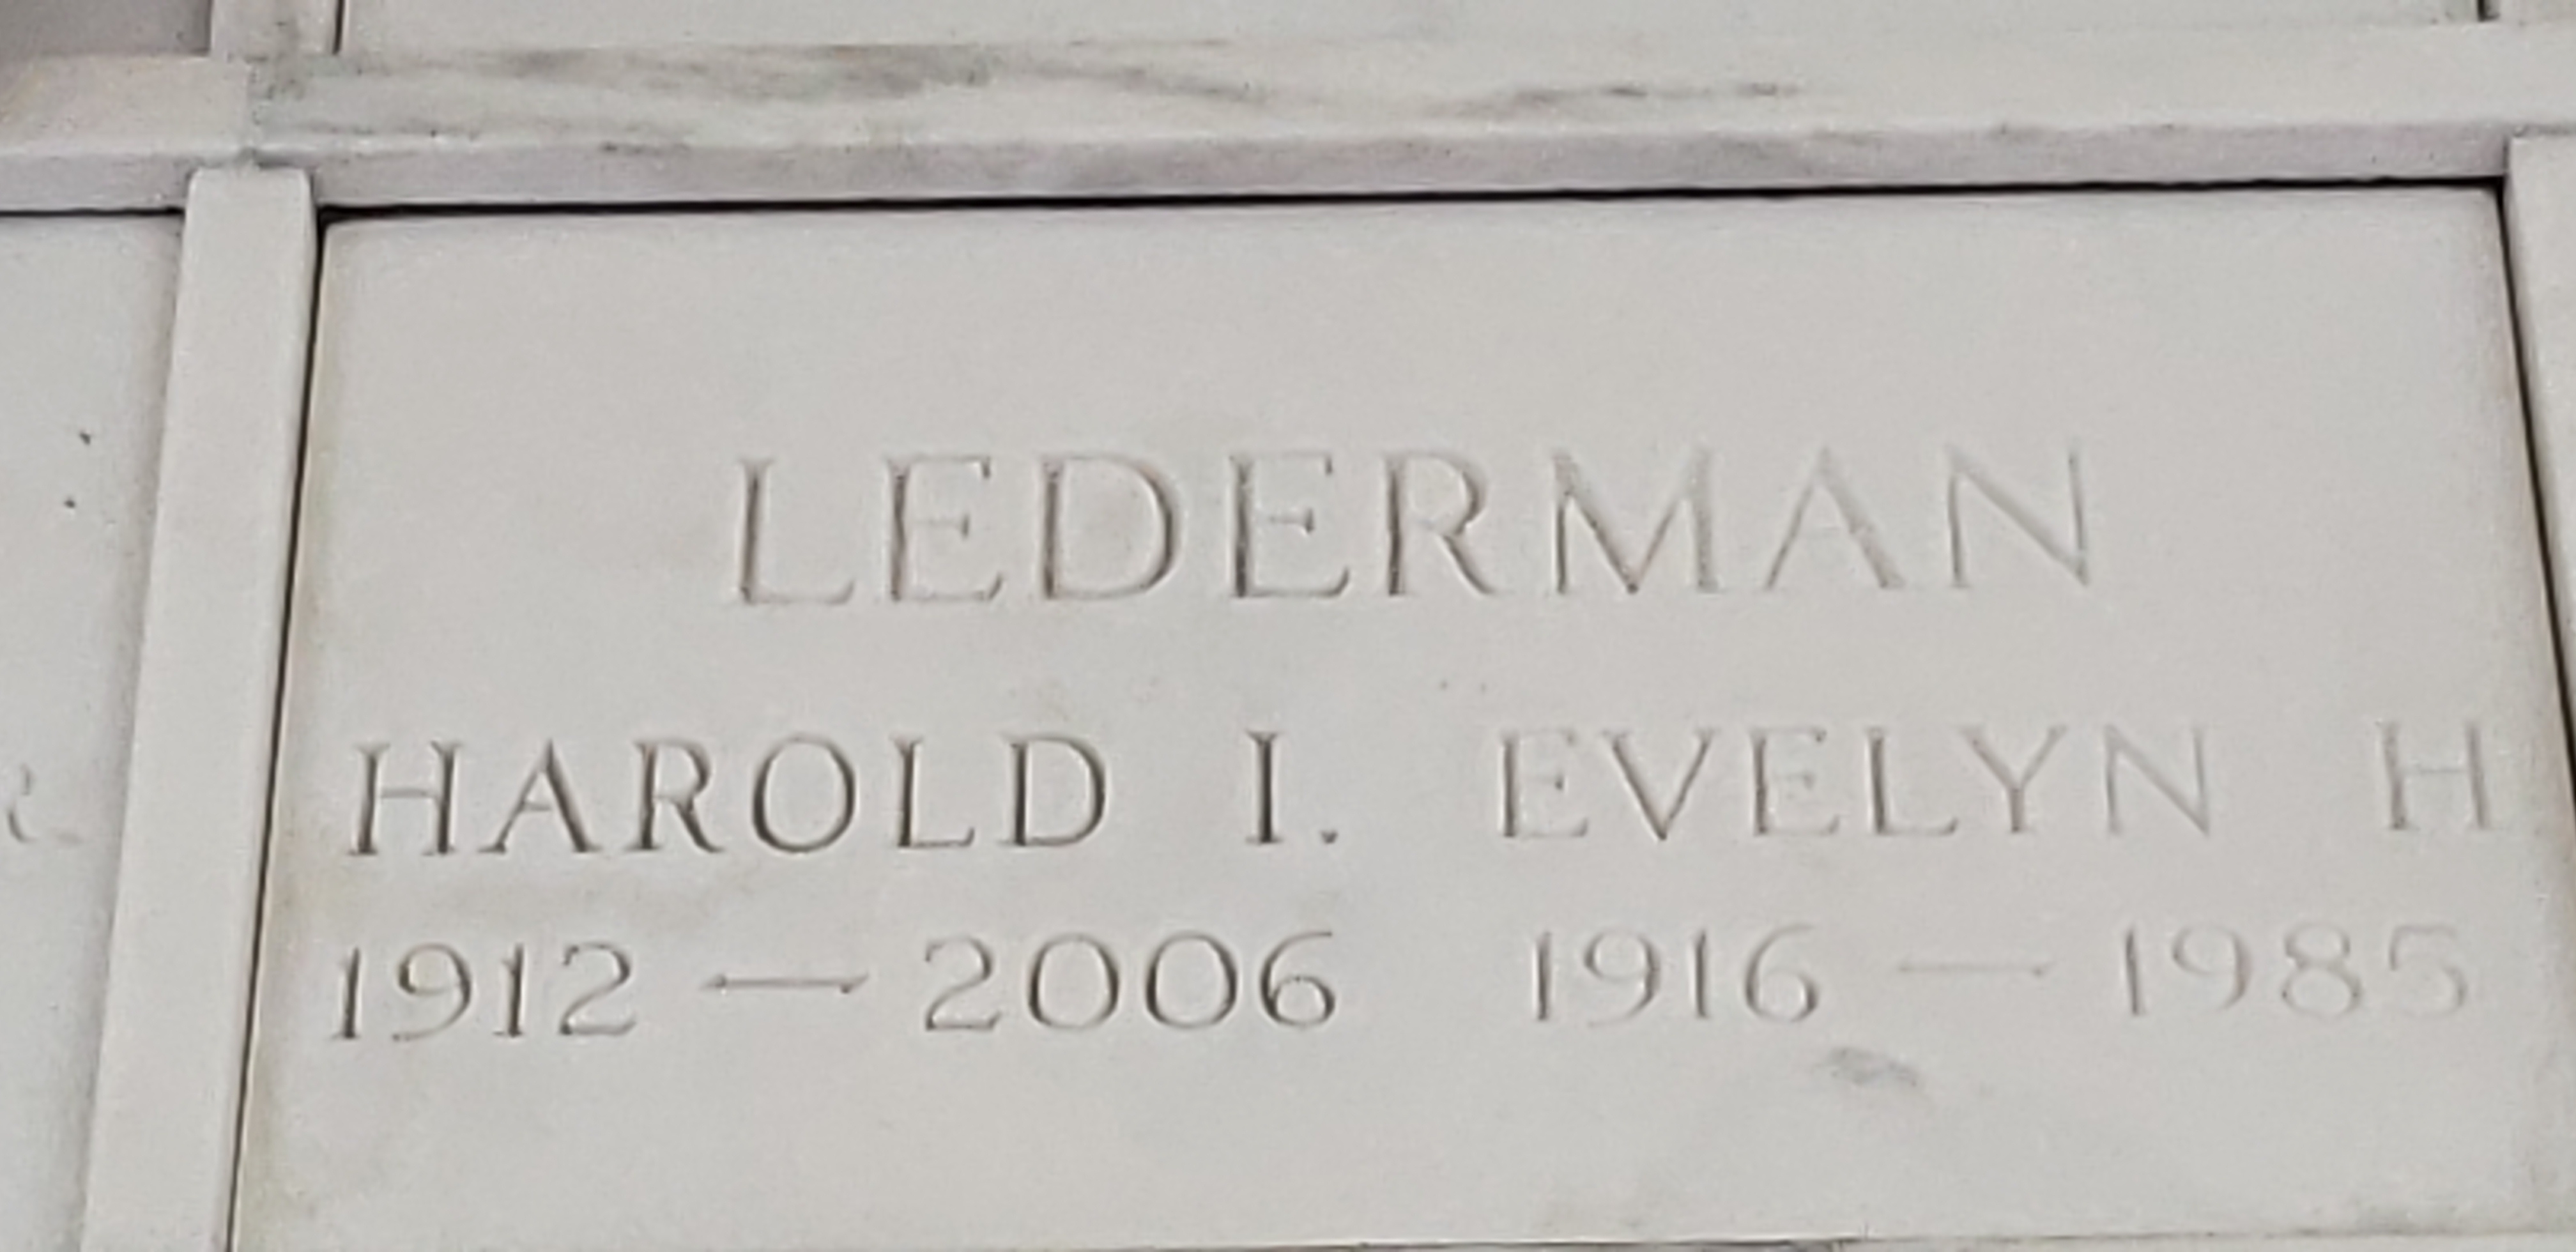 LEDERMAN
HAROLD I. EVELYN H
1912 — 2006 1916 — 1985